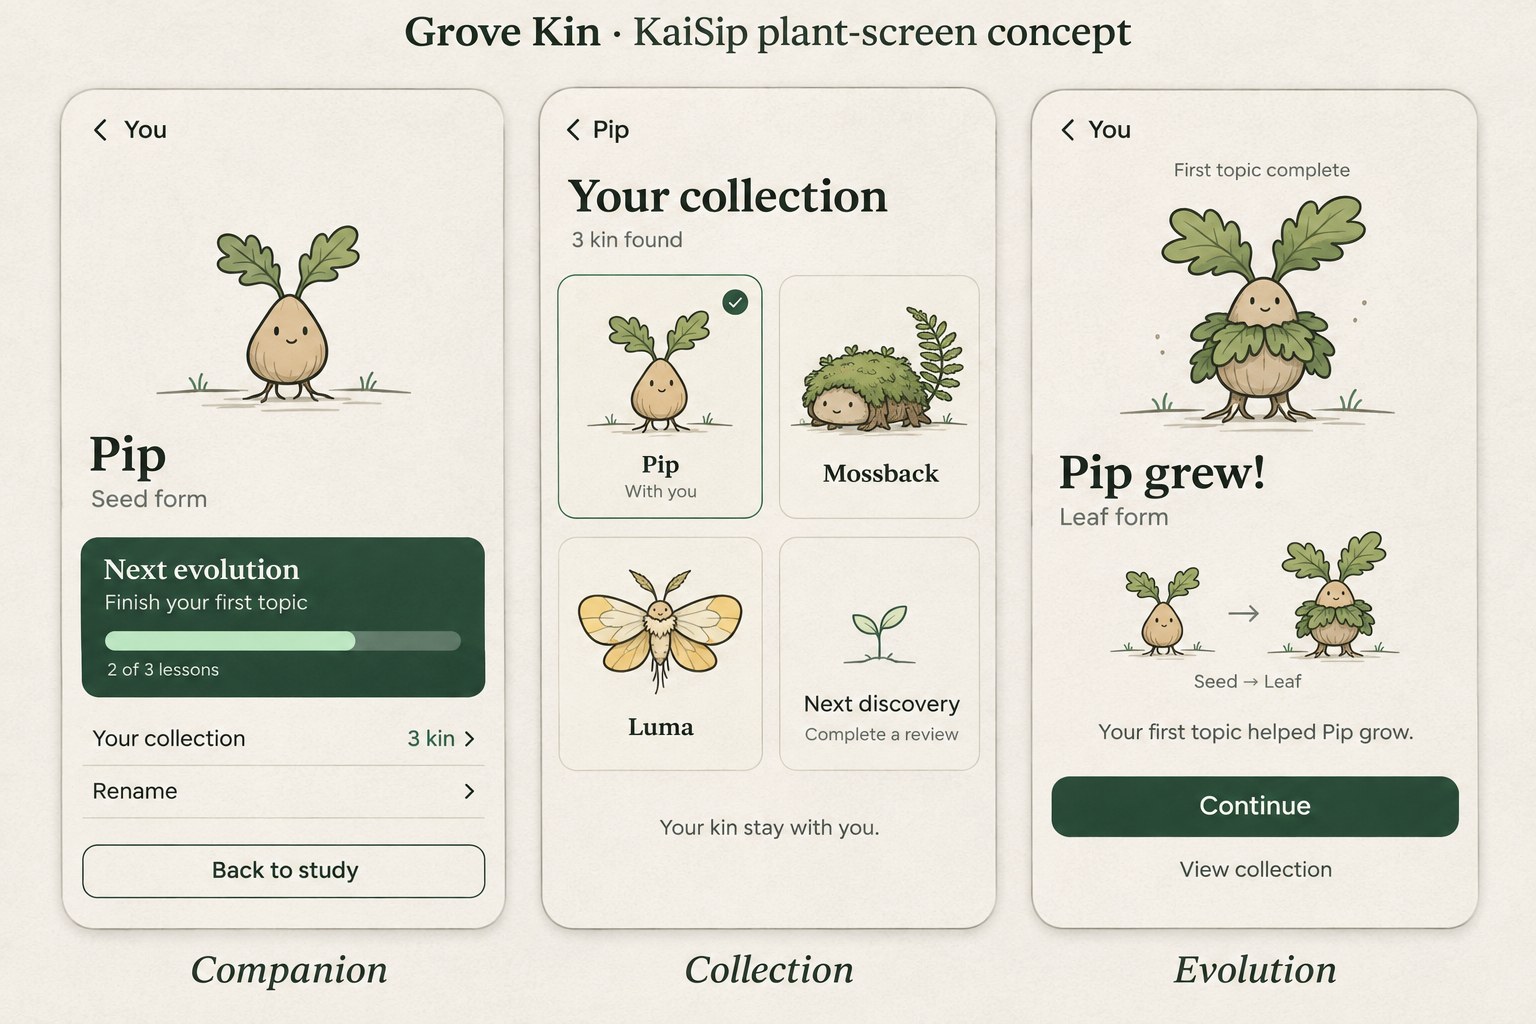 Grove Kin · KaiSip plant-screen concept
You
Pip
Seed form
Next evolution
Finish your first topic
2 of 3 lessons
Your collection 3 kin
Rename
Back to study
Companion
Pip
Your collection
3 kin found
Pip
With you
Mossback
Luma
Next discovery
Complete a review
Your kin stay with you.
Collection
You
First topic complete
Pip grew!
Leaf form
Seed → Leaf
Your first topic helped Pip grow.
Continue
View collection
Evolution